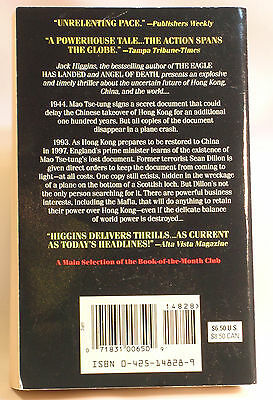 "UNRELENTING PACE." —Publishers Weekly
"A POWERHOUSE TALE...THE ACTION SPANS
THE GLOBE." —Tampa Tribune-Times
Jack Higgins, bestselling author of THE EAGLE
HAS LANDED and ANGEL OF DEATH, presents an explosive
and timely thriller about the uncertain future of Hong Kong,
China, and the world...
1944. Mao Tse-tung signs a secret document that could delay
the Chinese takeover of Hong Kong for an additional
one hundred years. But all copies of the document
disappear in a plane crash.
1993. As Hong Kong prepares to be restored to China
in 1997, England's prime minister learns of the existence of
Mao Tse-tung's lost document. Former terrorist Sean Dillon
is given direct orders to keep the document from coming to
light—at all costs. One copy still exists, hidden in the wreckage
of a plane on the bottom of a Scottish loch. But Dillon's not
the only person searching for it. There are powerful business
interests, including the Mafia, that will do anything to retain
their power over Hong Kong—even if the delicate balance
of world power is destroyed...
"HIGGINS DELIVERS THRILLS...AS CURRENT
AS TODAY'S HEADLINES!" —Alta Vista Magazine
A Main Selection of the Book-of-the-Month Club
14828
$6.50 U.S.
$8.50 CAN
71831 00650 9
ISBN 0-425-14828-9